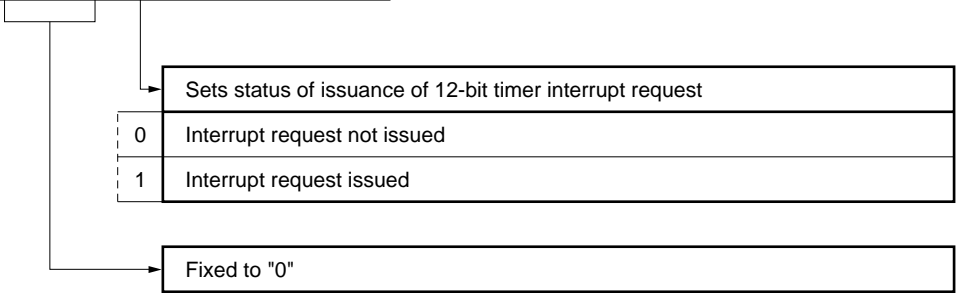 Sets status of issuance of 12-bit timer interrupt request
0 Interrupt request not issued
1 Interrupt request issued
Fixed to "0"